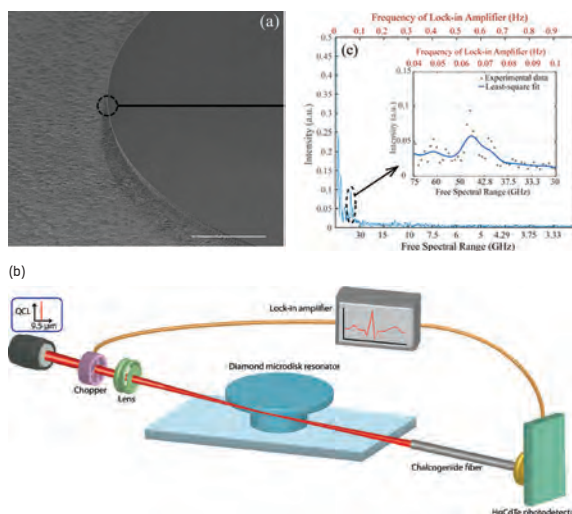 (a)
Frequency of Lock-in Amplifier (Hz)
0 0.1 0.2 0.3 0.4 0.5 0.6 0.7 0.8 0.9
(c)
0.5
0.45
0.4
0.35
0.3
0.25
0.2
0.15
0.1
0.05
0
Intensity (a.u.)
Frequency of Lock-in Amplifier (Hz)
0.04 0.05 0.06 0.07 0.08 0.09 0.1
0.15
0.1
0.05
0
Intensity (a.u.)
Experimental data
Least-square fit
75 60 50 42.8 37.5 33.3 30
Free Spectral Range (GHz)
30 15 10 7.5 6 5 4.29 3.75 3.33
Free Spectral Range (GHz)
(b)
QCL
9.5 μm
Chopper
Lens
Lock-in amplifier
Diamond microdisk resonator
Chalcogenide fiber
HgCdTe photodetect